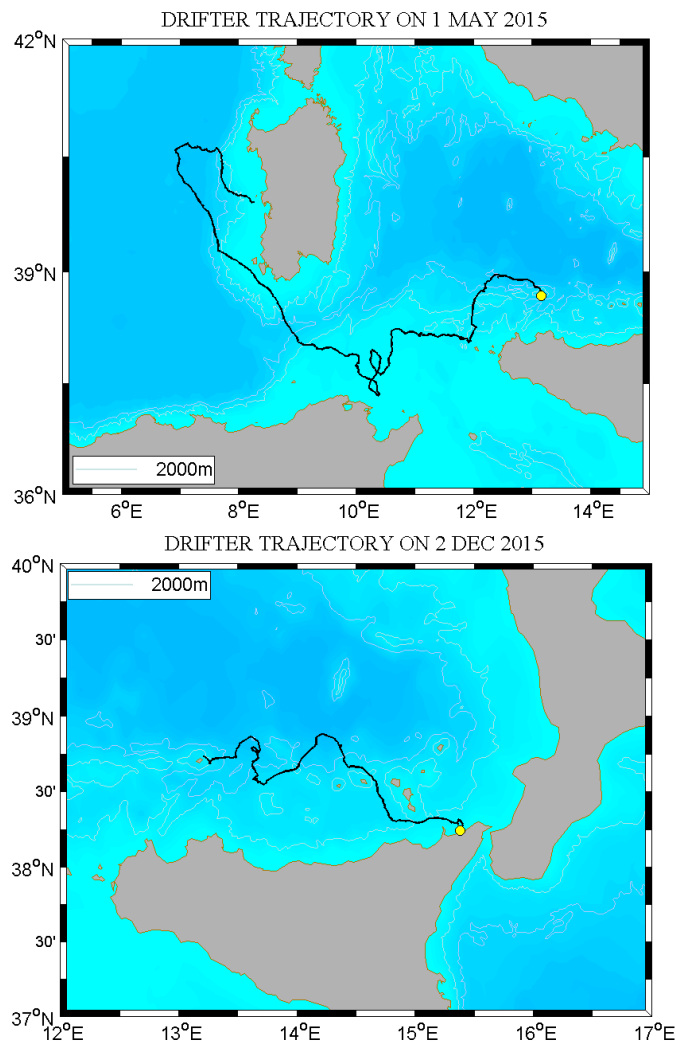 DRIFTER TRAJECTORY ON 1 MAY 2015
42°N
39°N
2000m
36°N
6°E 8°E 10°E 12°E 14°E
DRIFTER TRAJECTORY ON 2 DEC 2015
40°N
2000m
30'
39°N
30'
38°N
30'
37°N
12°E 13°E 14°E 15°E 16°E 17°E